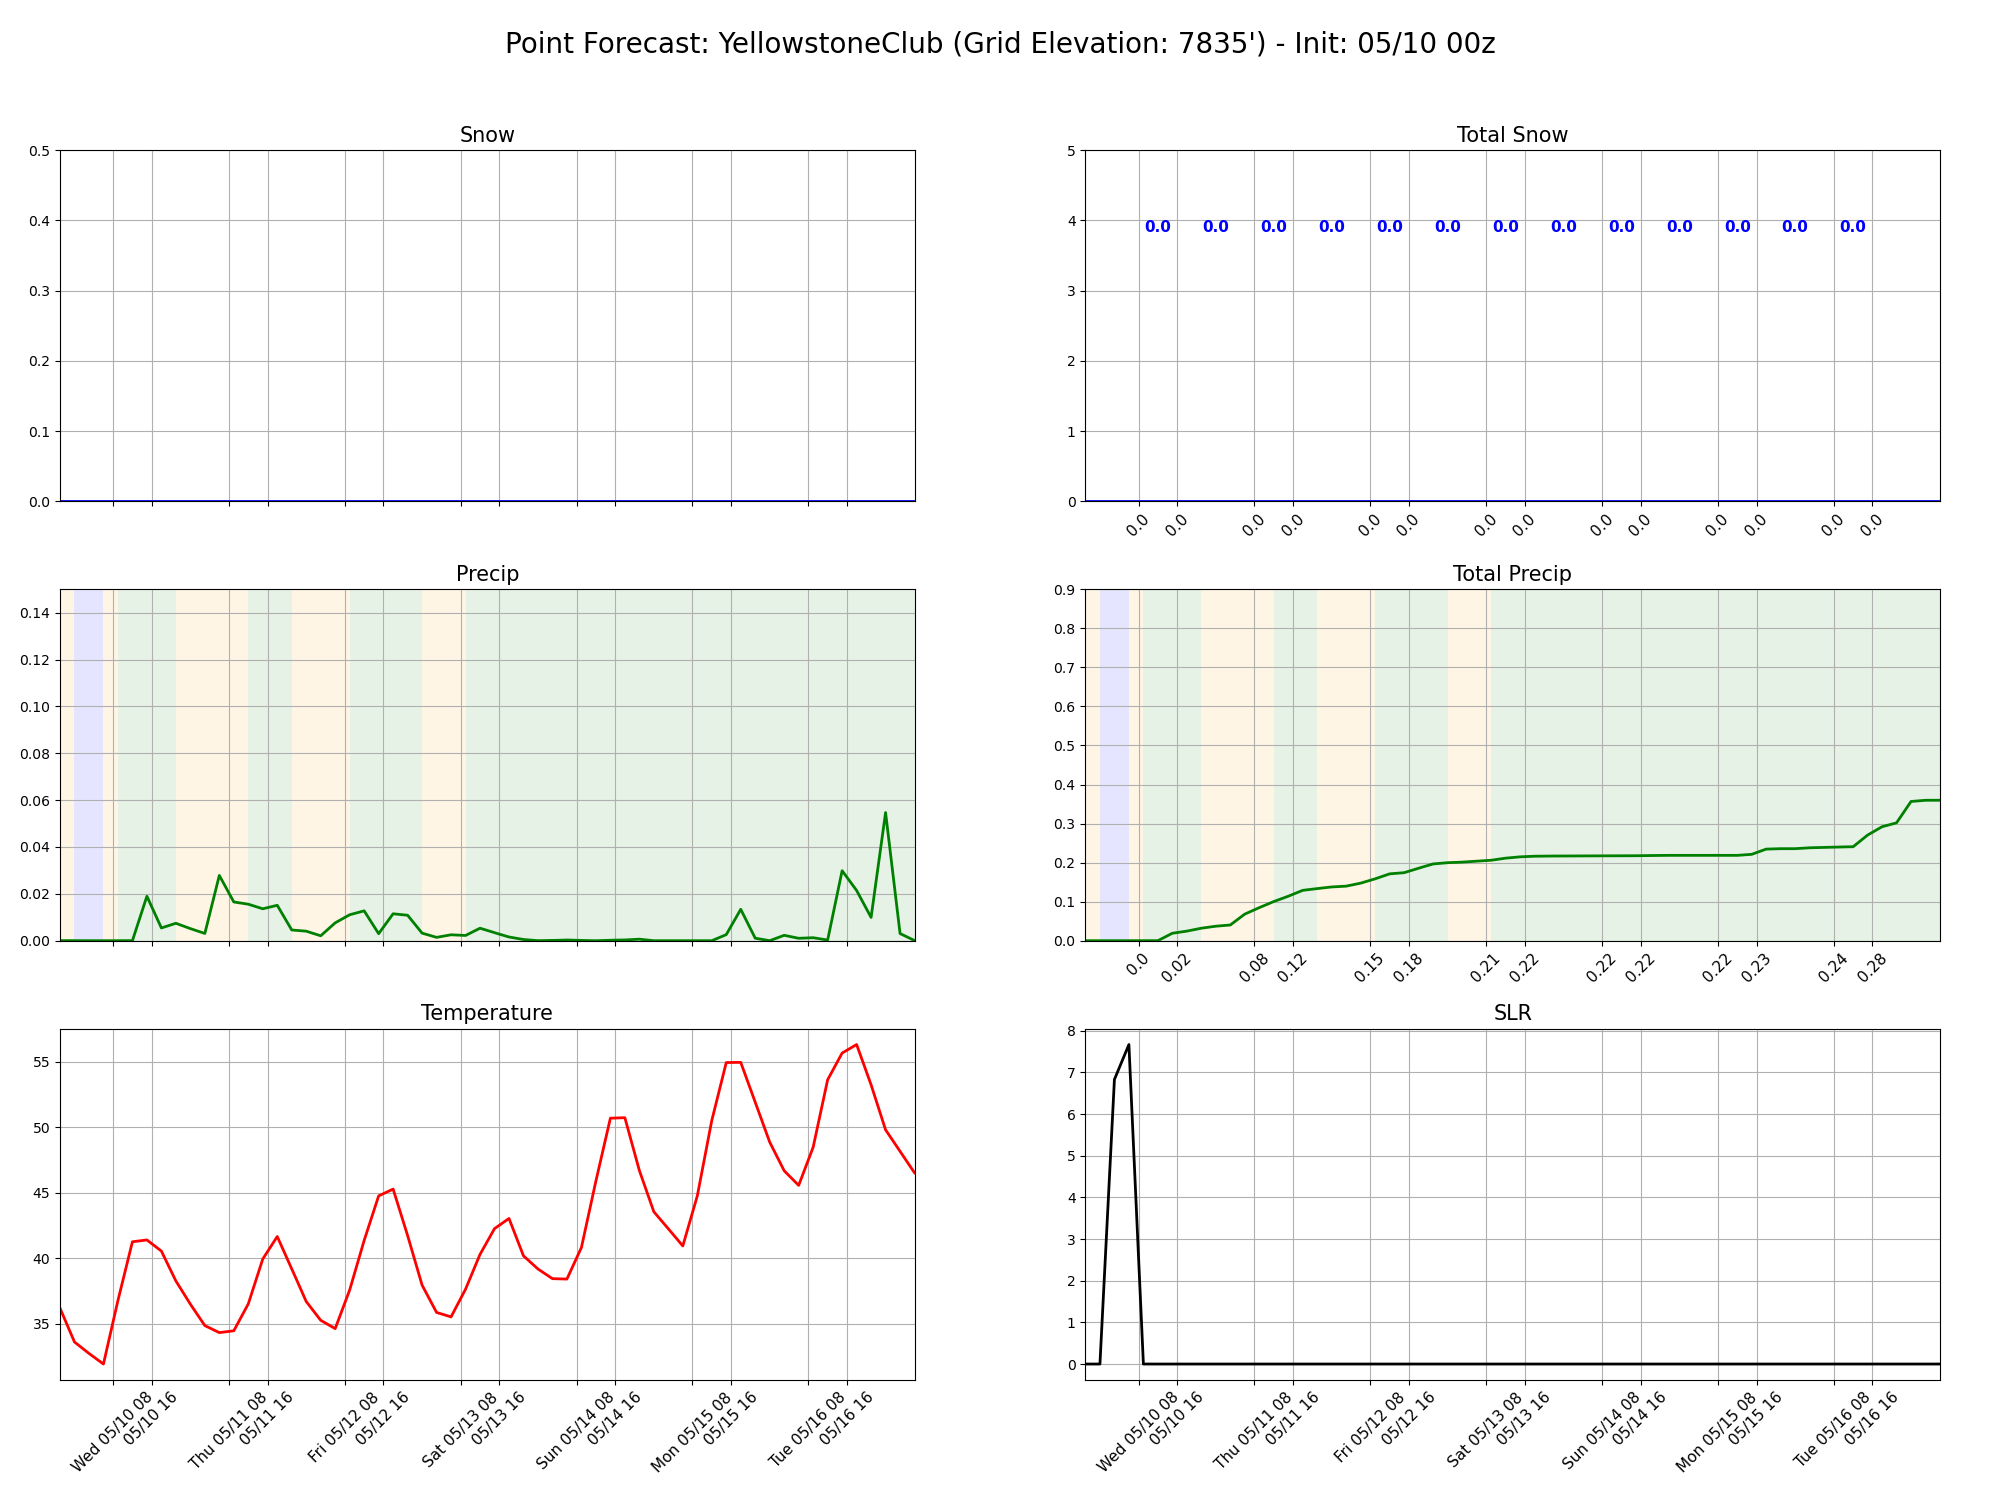 Point Forecast: YellowstoneClub (Grid Elevation: 7835') - Init: 05/10 00z
Snow
0.5
0.4
0.3
0.2
0.1
0.0
Total Snow
5
4
3
2
1
0
0.0 0.0 0.0 0.0 0.0 0.0 0.0 0.0 0.0 0.0 0.0 0.0 0.0
0.0 0.0 0.0 0.0 0.0 0.0 0.0 0.0 0.0 0.0 0.0 0.0 0.0 0.0
Precip
0.14
0.12
0.10
0.08
0.06
0.04
0.02
0.00
Total Precip
0.9
0.8
0.7
0.6
0.5
0.4
0.3
0.2
0.1
0.0
0.0 0.02 0.08 0.12 0.15 0.18 0.21 0.22 0.22 0.22 0.22 0.23 0.24 0.28
Temperature
55
50
45
40
35
Wed 05/10 08
05/10 16
Thu 05/11 08
05/11 16
Fri 05/12 08
05/12 16
Sat 05/13 08
05/13 16
Sun 05/14 08
05/14 16
Mon 05/15 08
05/15 16
Tue 05/16 08
05/16 16
SLR
8
7
6
5
4
3
2
1
0
Wed 05/10 08
05/10 16
Thu 05/11 08
05/11 16
Fri 05/12 08
05/12 16
Sat 05/13 08
05/13 16
Sun 05/14 08
05/14 16
Mon 05/15 08
05/15 16
Tue 05/16 08
05/16 16